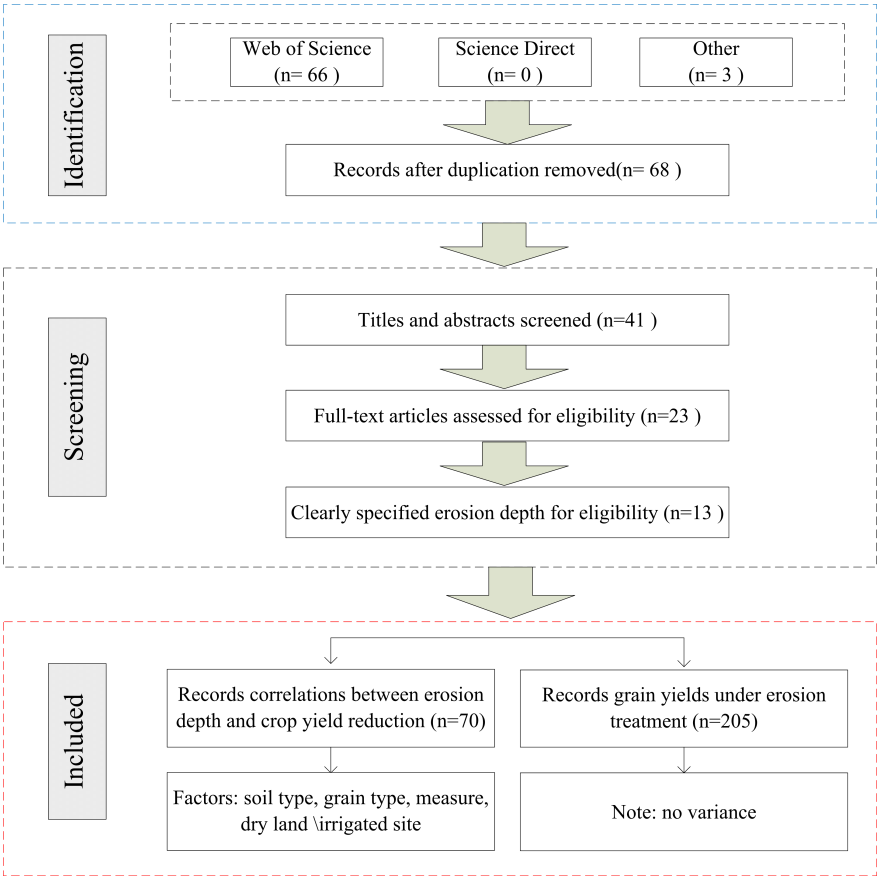 Identification
Web of Science
(n= 66 )
Science Direct
(n= 0 )
Other
(n= 3 )
Records after duplication removed(n= 68 )
Screening
Titles and abstracts screened (n=41 )
Full-text articles assessed for eligibility (n=23 )
Clearly specified erosion depth for eligibility (n=13 )
Included
Records correlations between erosion
depth and crop yield reduction (n=70)
Records grain yields under erosion
treatment (n=205)
Factors: soil type, grain type, measure,
dry land \irrigated site
Note: no variance